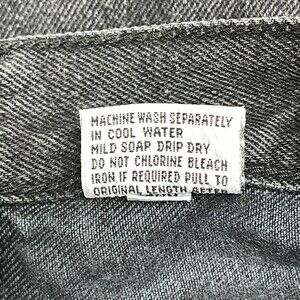 MACHINE WASH SEPARATELY
IN COOL WATER
MILD SOAP DRIP DRY
DO NOT CHLORINE BLEACH
IRON IF REQUIRED PULL TO
ORIGINAL LENGTH AFTER